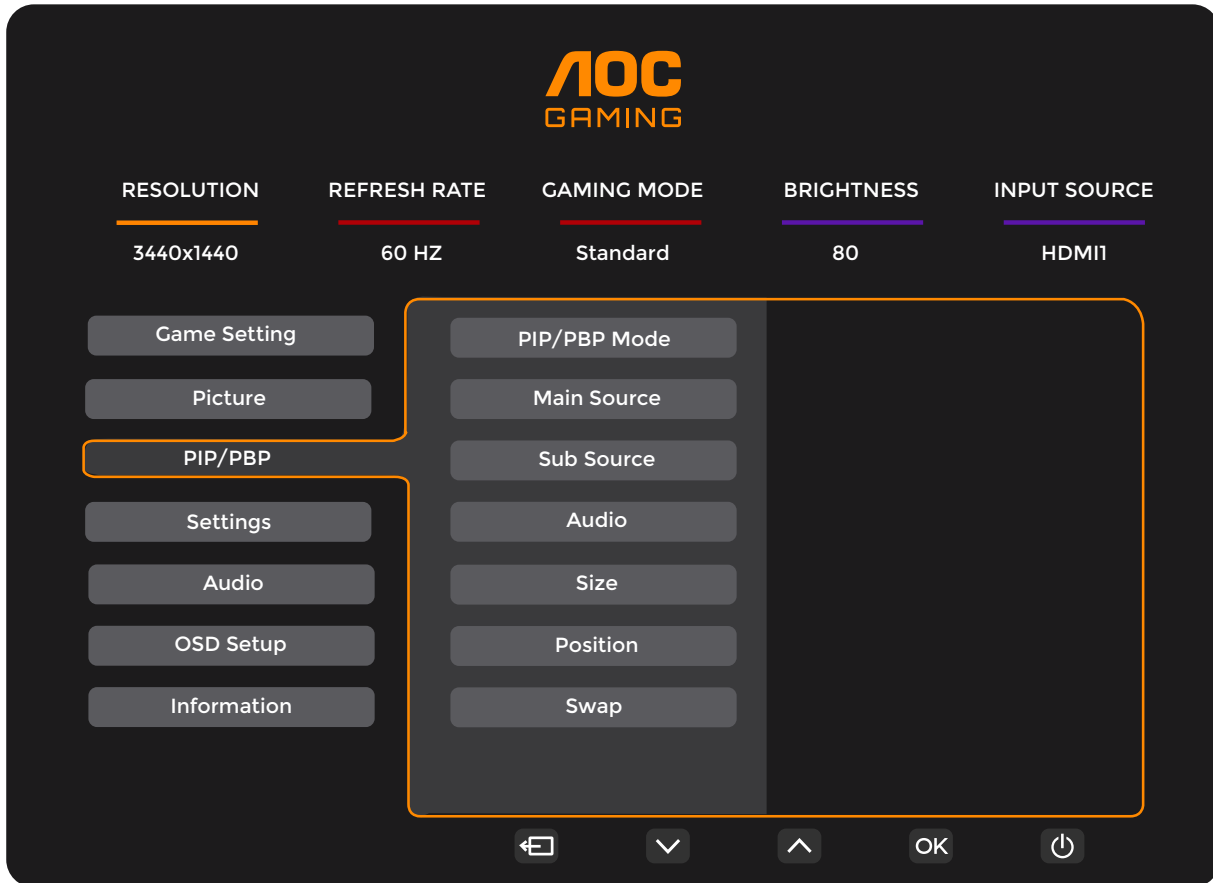 AOC
GAMING
RESOLUTION REFRESH RATE GAMING MODE BRIGHTNESS INPUT SOURCE
3440x1440 60 HZ Standard 80 HDMI1
Game Setting
Picture
PIP/PBP
Settings
Audio
OSD Setup
Information
PIP/PBP Mode
Main Source
Sub Source
Audio
Size
Position
Swap
OK